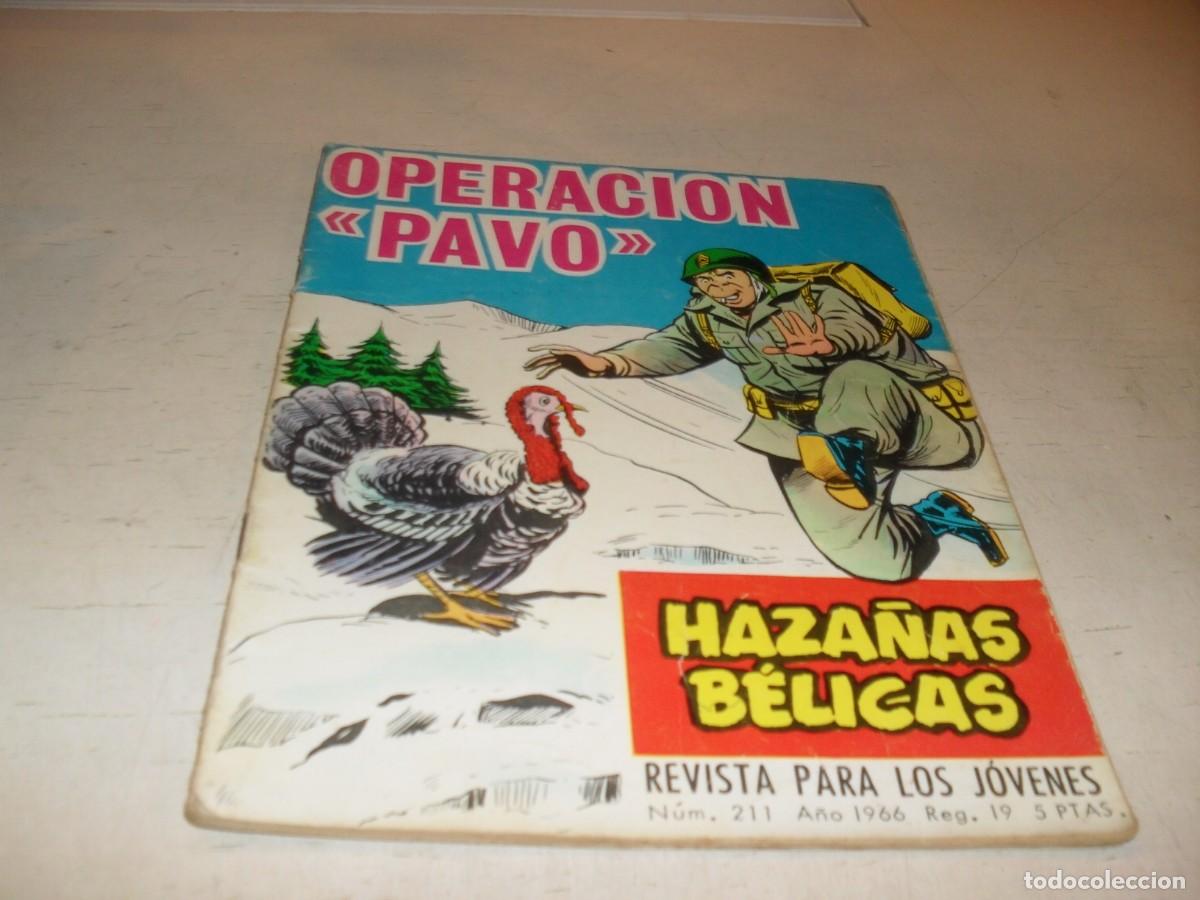 OPERACION
«PAVO»
HAZAÑAS
BÉLICAS
REVISTA PARA LOS JÓVENES
Núm. 211 Año 1966 Reg. 19 5 PTAS.
todocoleccion